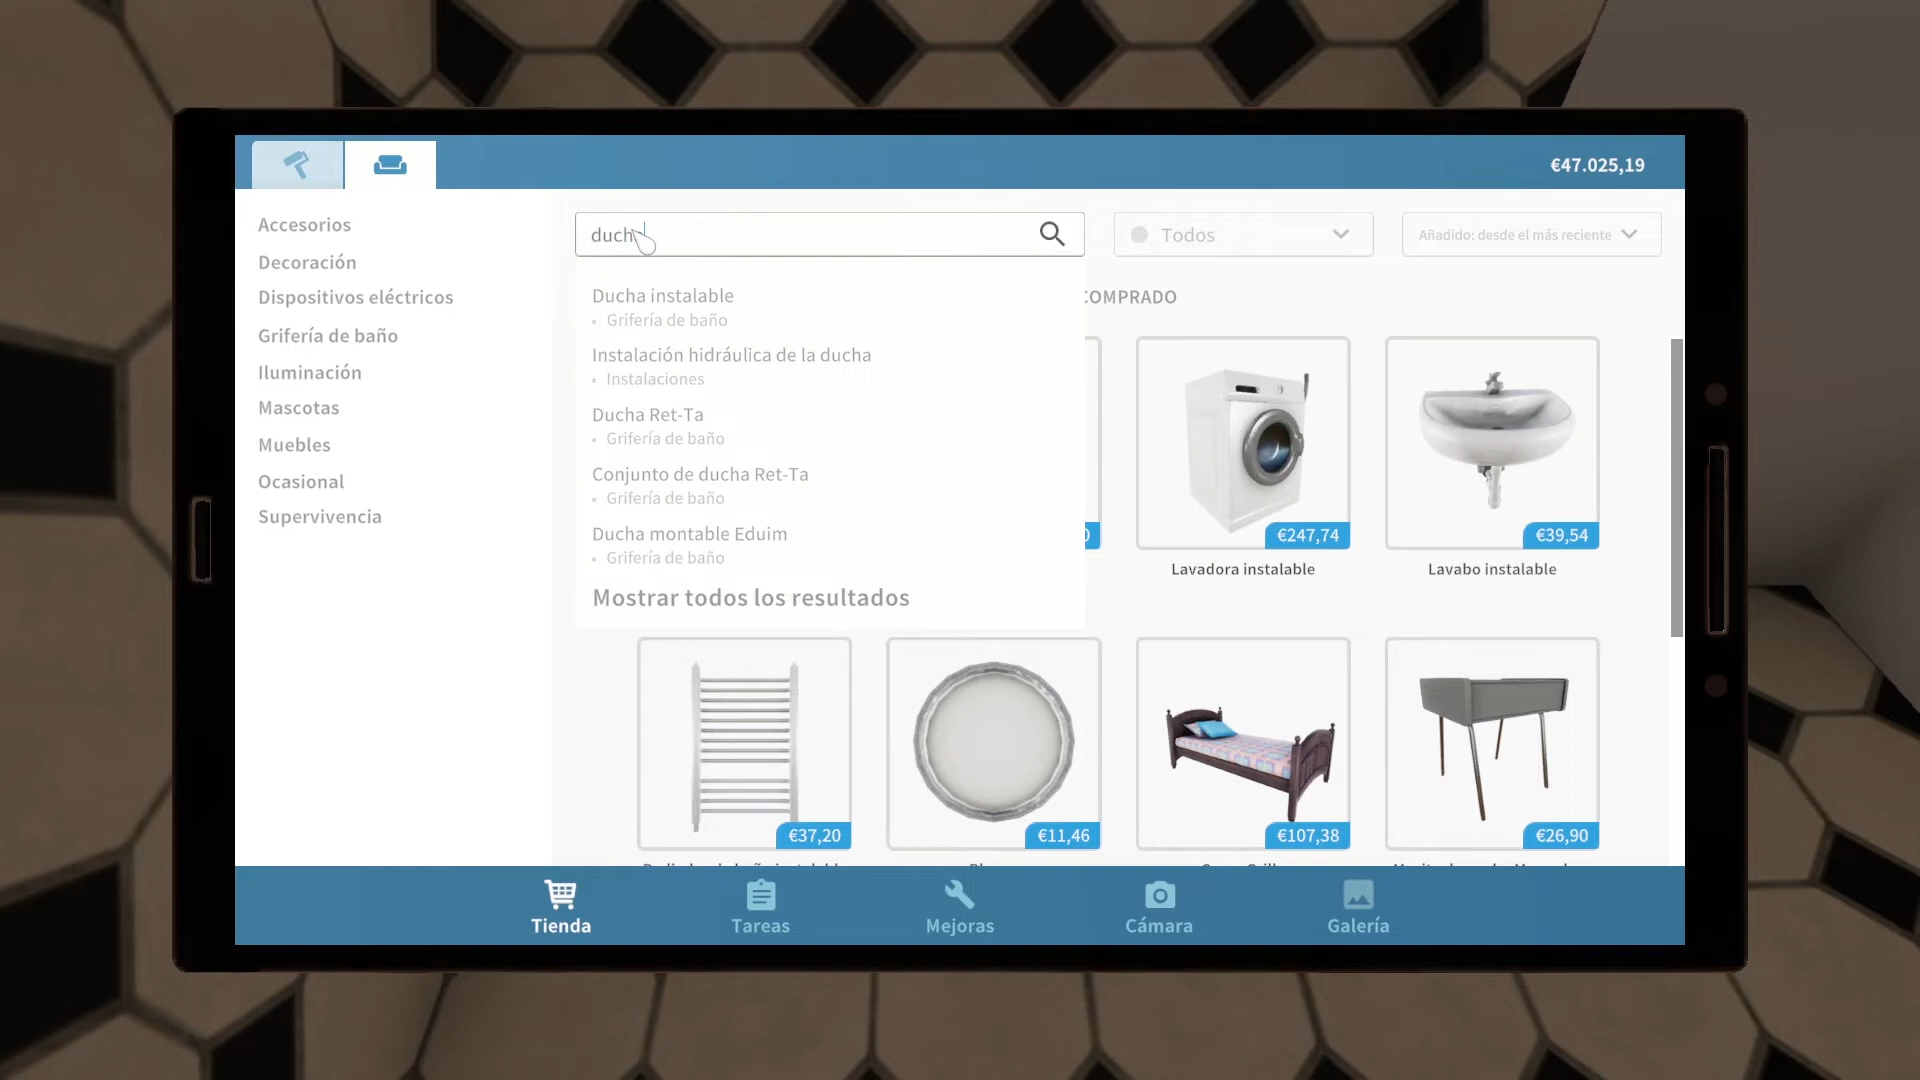 €47.025,19
Accesorios
Decoración
Dispositivos eléctricos
Grifería de baño
Iluminación
Mascotas
Muebles
Ocasional
Supervivencia
ducha
Todos
Añadido: desde el más reciente
Ducha instalable
• Grifería de baño
Instalación hidráulica de la ducha
• Instalaciones
Ducha Ret-Ta
• Grifería de baño
Conjunto de ducha Ret-Ta
• Grifería de baño
Ducha montable Eduim
• Grifería de baño
Mostrar todos los resultados
COMPRADO
€247,74
€39,54
Lavadora instalable
Lavabo instalable
€37,20
€11,46
€107,38
€26,90
Tienda
Tareas
Mejoras
Cámara
Galería